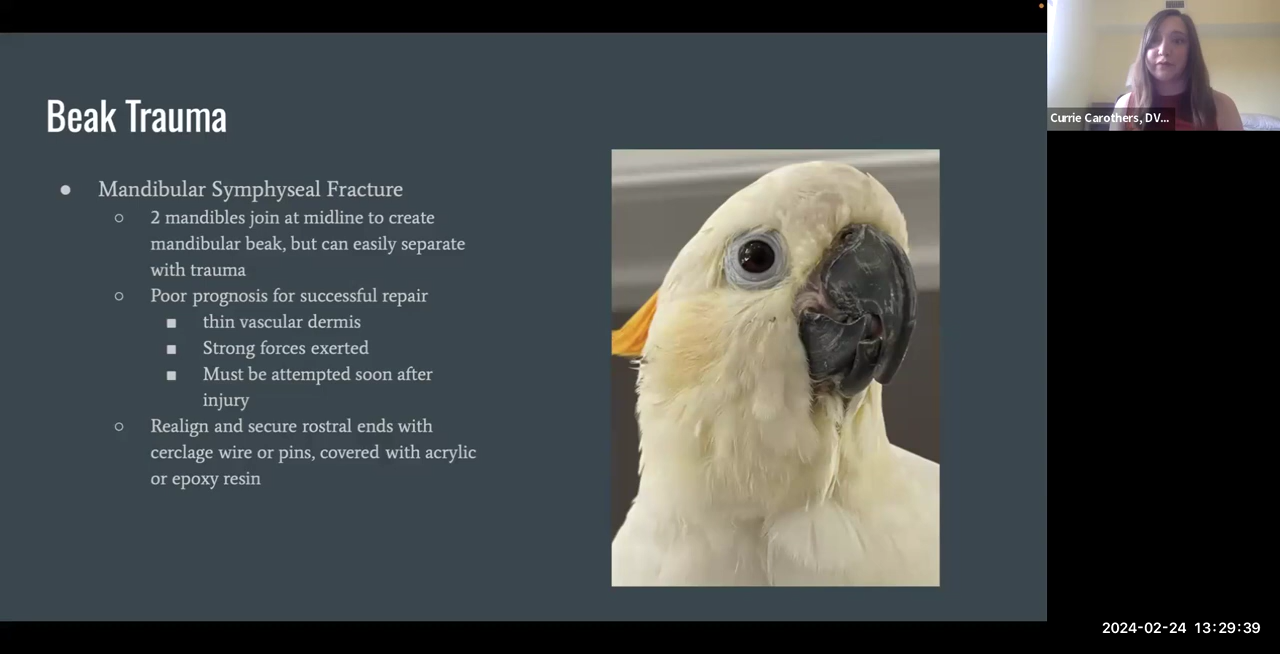 Beak Trauma
Mandibular Symphyseal Fracture
2 mandibles join at midline to create
mandibular beak, but can easily separate
with trauma
Poor prognosis for successful repair
thin vascular dermis
Strong forces exerted
Must be attempted soon after
injury
Realign and secure rostral ends with
cerclage wire or pins, covered with acrylic
or epoxy resin
Currie Carothers, DV...
2024-02-24 13:29:39